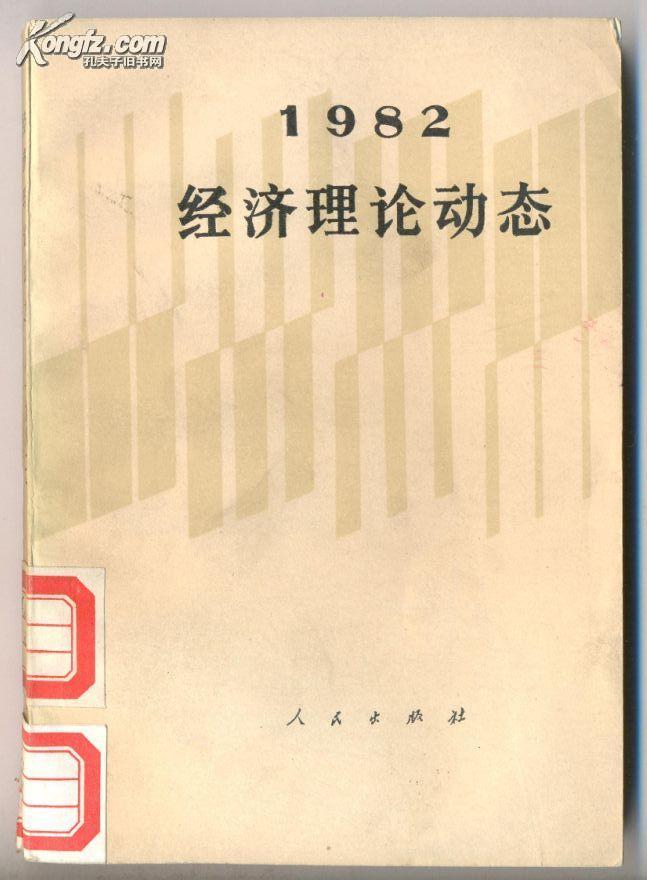 Kongfz.com
孔夫子旧书网
1982
经济理论动态
人民出版社